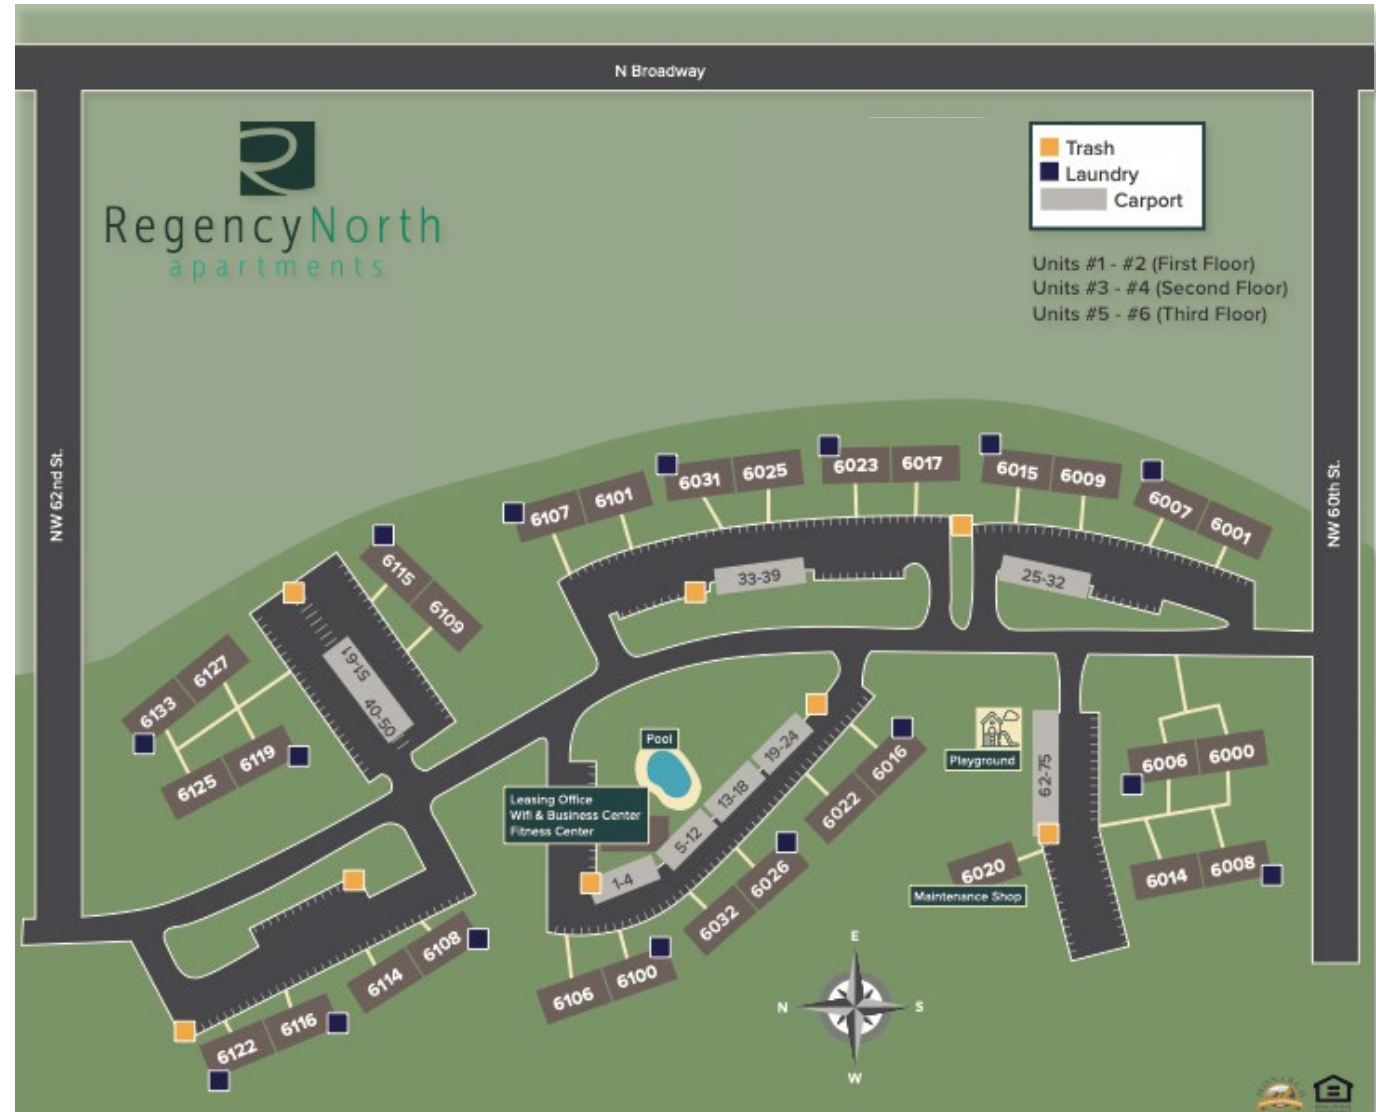 N Broadway
Trash
Laundry
Carport
RegencyNorth
apartments
Units #1 - #2 (First Floor)
Units #3 - #4 (Second Floor)
Units #5 - #6 (Third Floor)
NW 62nd St.
NW 60th St.
6107
6101
6031
6025
6023
6017
6015
6009
6007
6001
6115
6109
33-39
25-32
6133
6127
51-61
40-50
6125
6119
Pool
19-24
13-18
5-12
1-4
Leasing Office
Wifi & Business Center
Fitness Center
6016
6022
Playground
62-75
6006
6000
6026
6032
6020
Maintenance Shop
6014
6008
6114
6108
6106
6100
6122
6116
E
N
S
W